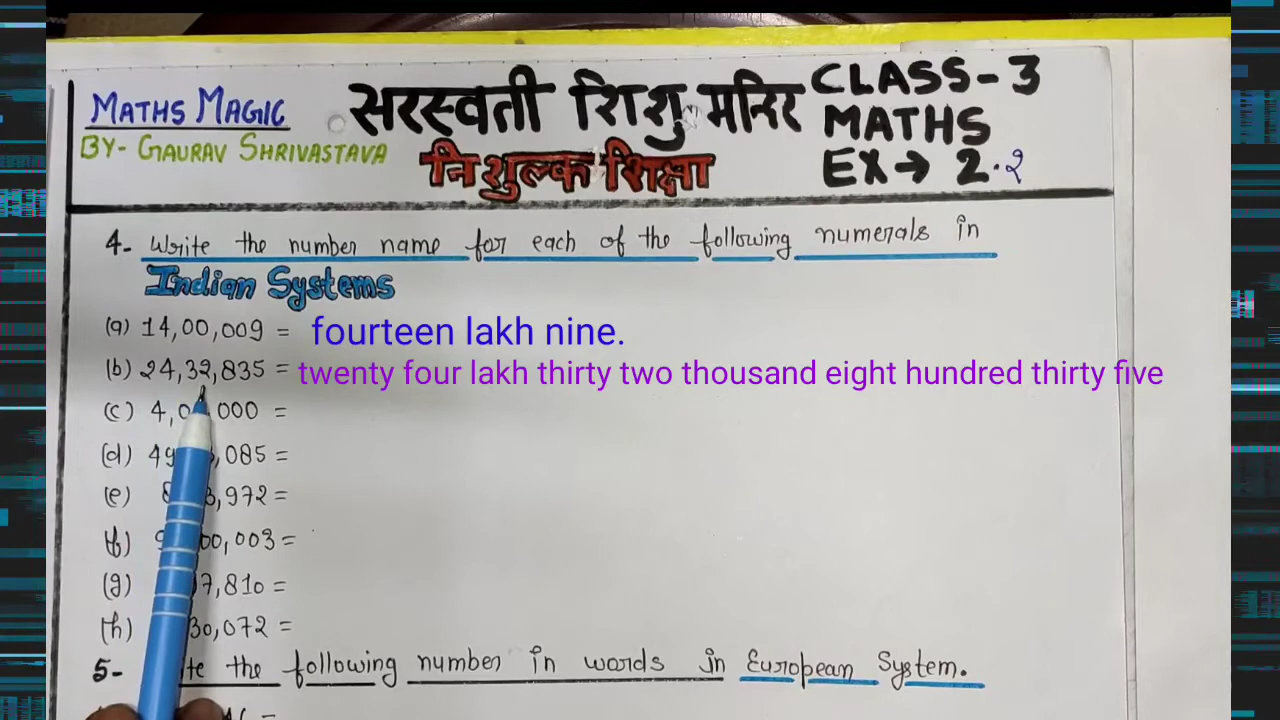 MATHS MAGIC
BY- GAURAV SHRIVASTAVA
सरस्वती शिशु मन्दिर
निशुल्क शिक्षा
CLASS-3
MATHS
EX → 2.2
4- Write the number name for each of the following numerals in
Indian Systems
(a) 14,00,009 = fourteen lakh nine.
(b) 24,32,835 = twenty four lakh thirty two thousand eight hundred thirty five
(c) 4,0 000 =
(d) 49 ,085 =
(e) ,972 =
(f) 00,003 =
(g) 7,810 =
(h) 30,072 =
5- the following number in words in European System.